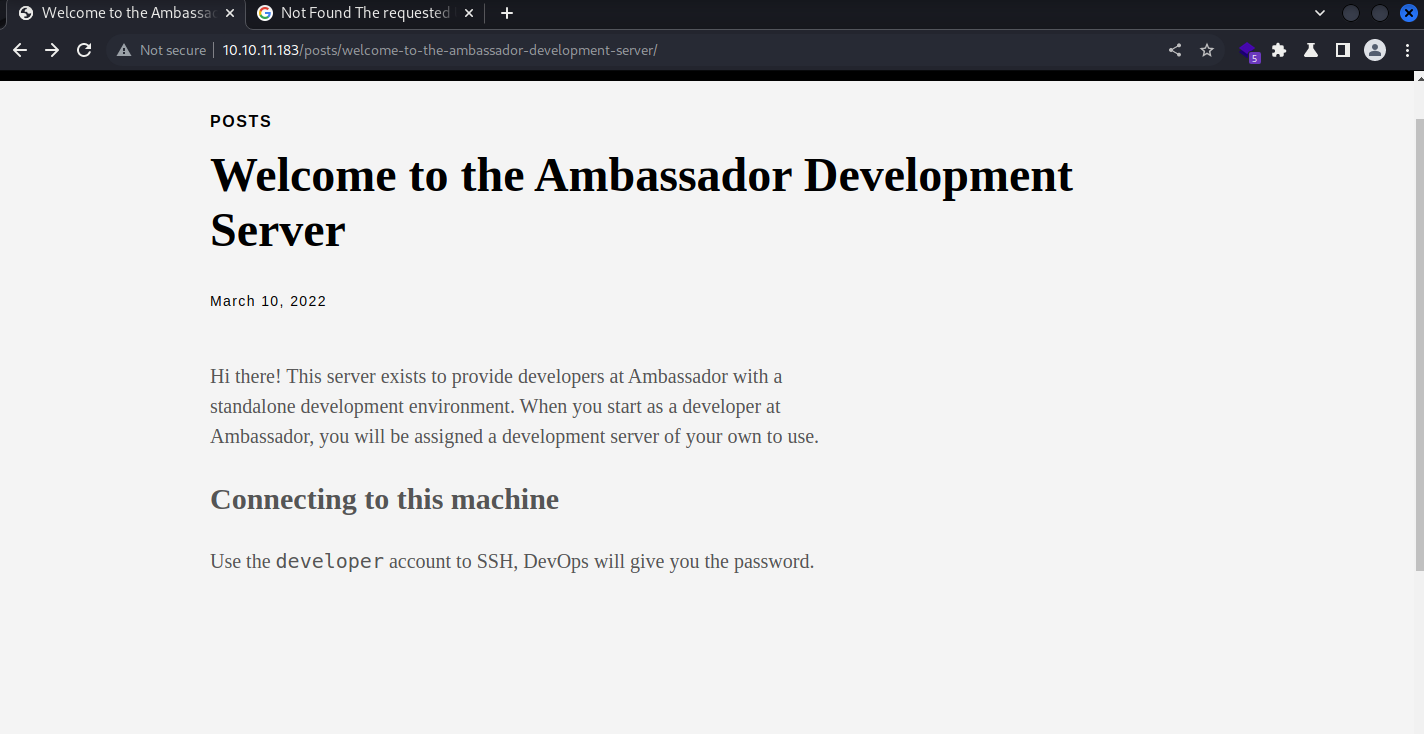 Welcome to the Ambassad
Not Found The requested
Not secure
10.10.11.183/posts/welcome-to-the-ambassador-development-server/
5
POSTS
Welcome to the Ambassador Development
Server
March 10, 2022
Hi there! This server exists to provide developers at Ambassador with a
standalone development environment. When you start as a developer at
Ambassador, you will be assigned a development server of your own to use.
Connecting to this machine
Use the developer account to SSH, DevOps will give you the password.